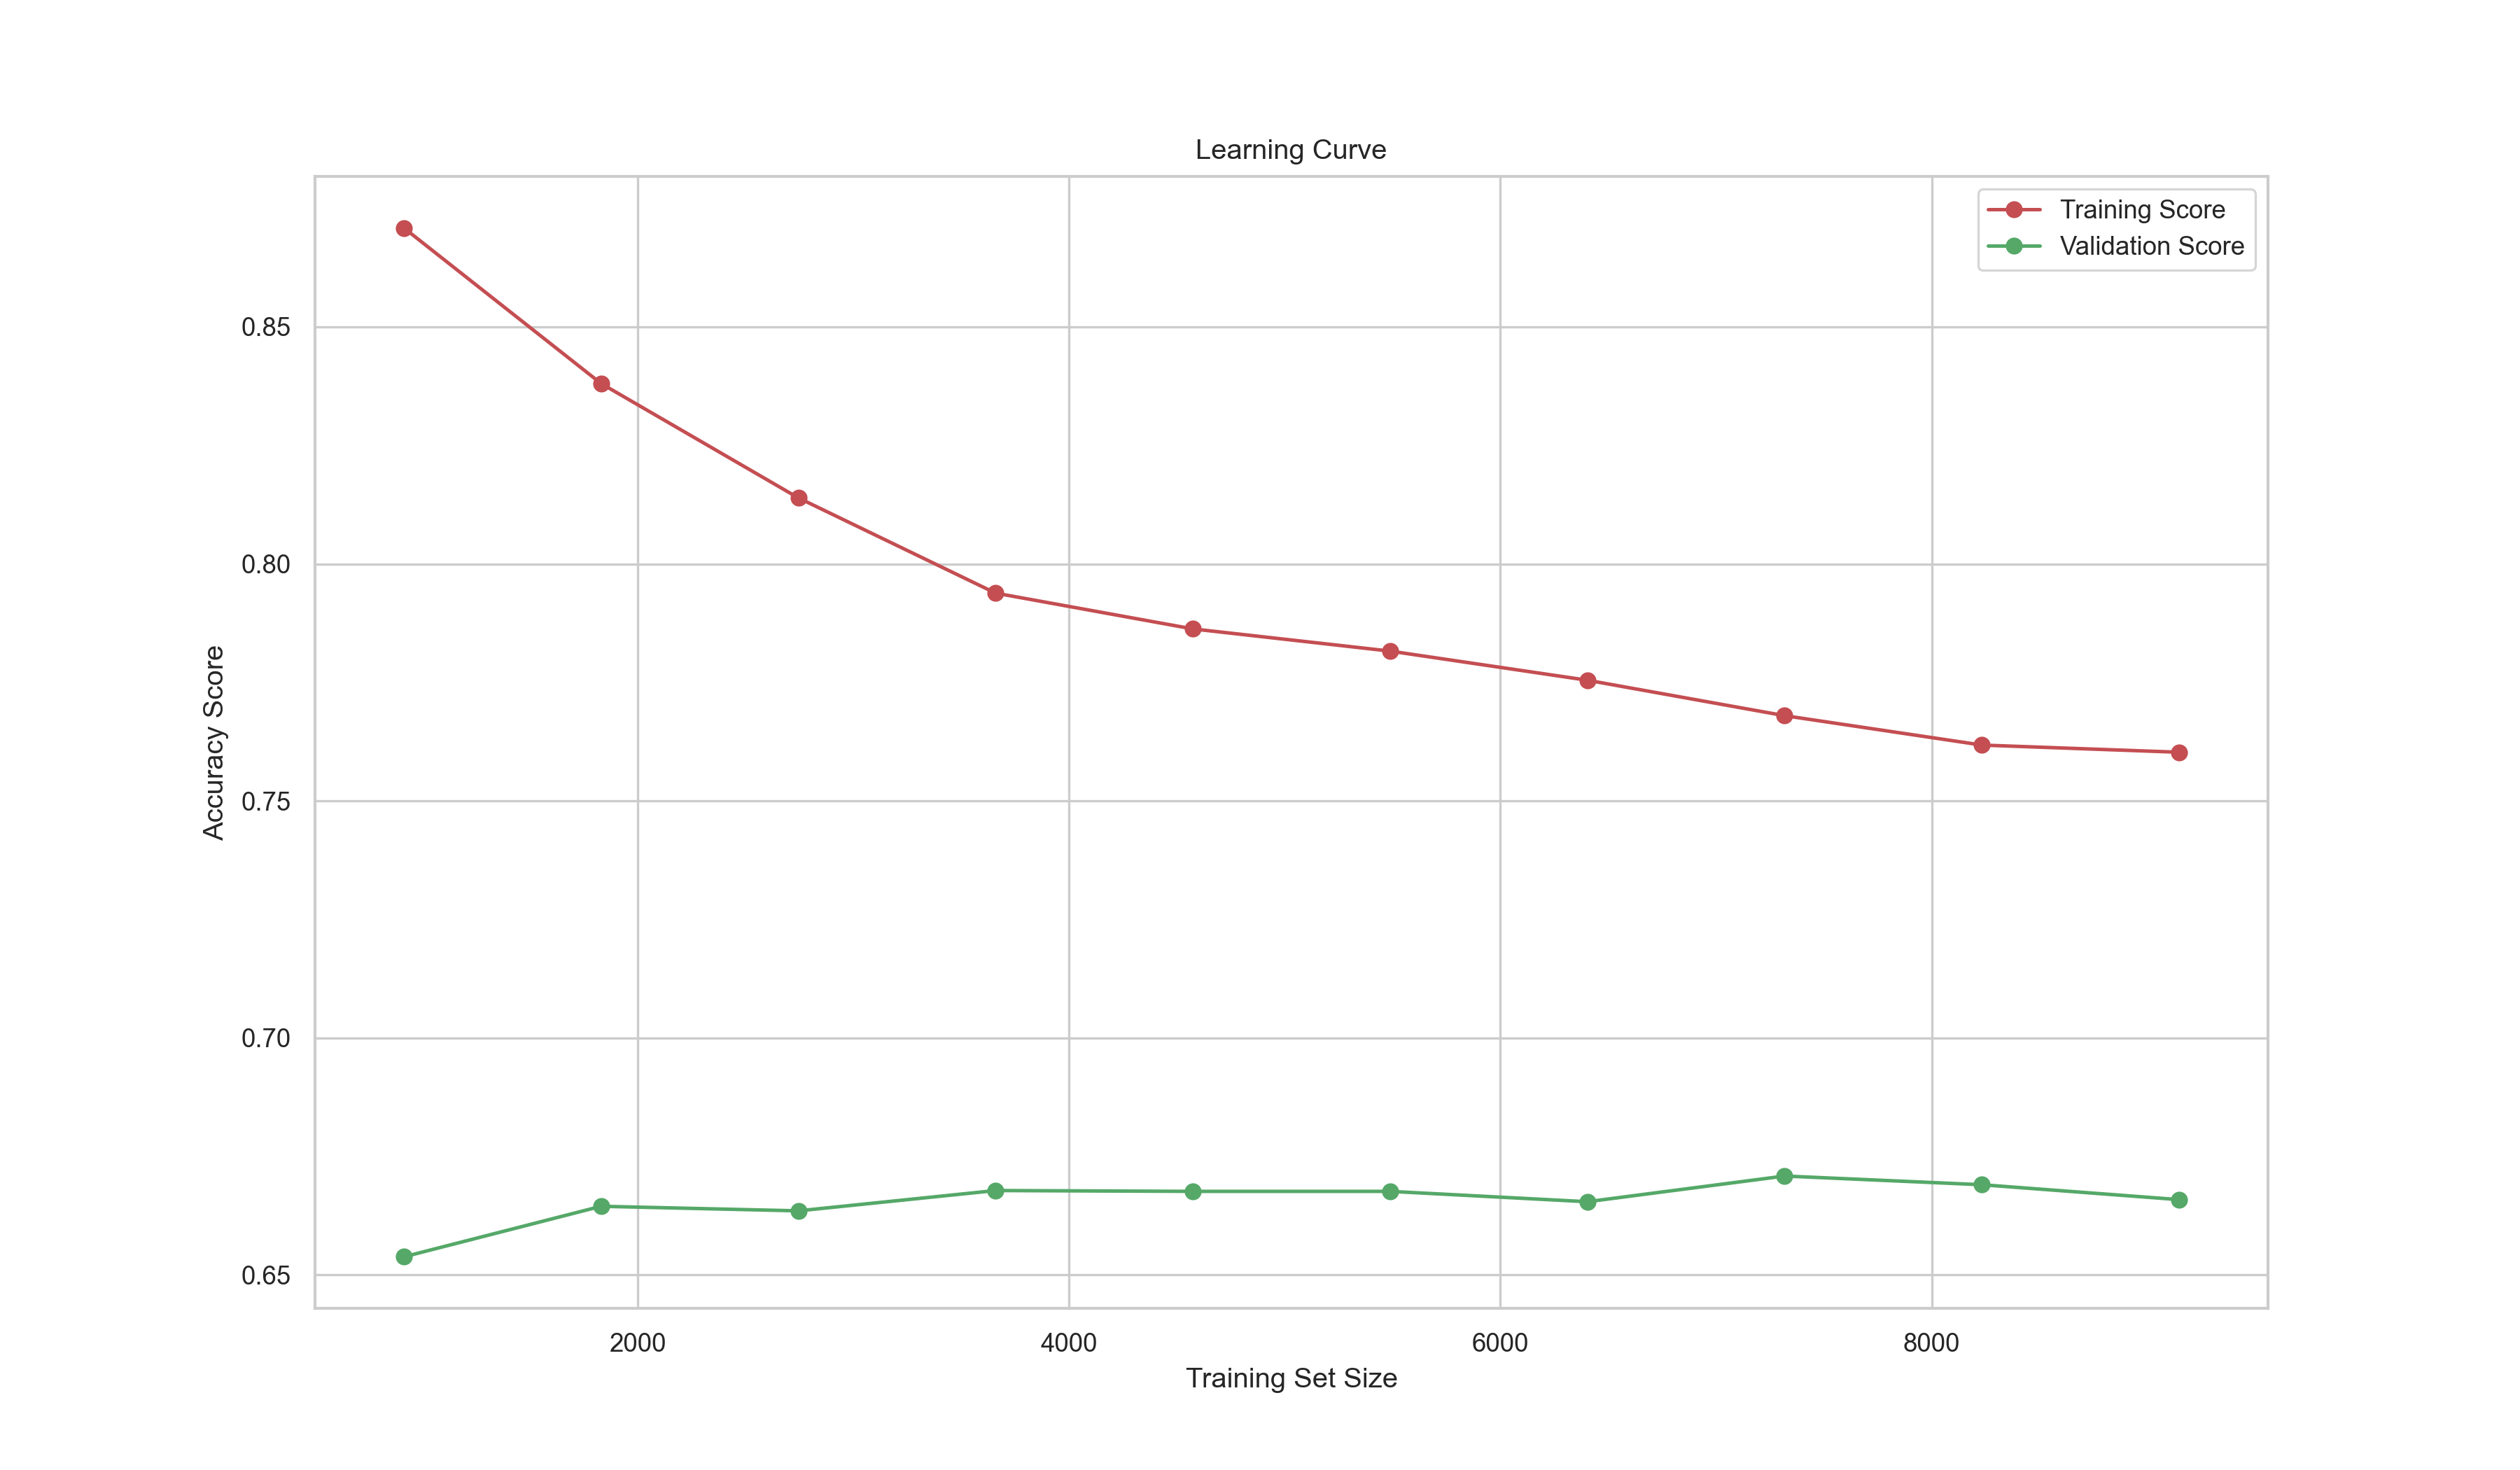 Learning Curve
Training Score
Validation Score
0.85
0.80
0.75
0.70
0.65
Accuracy Score
2000 4000 6000 8000
Training Set Size